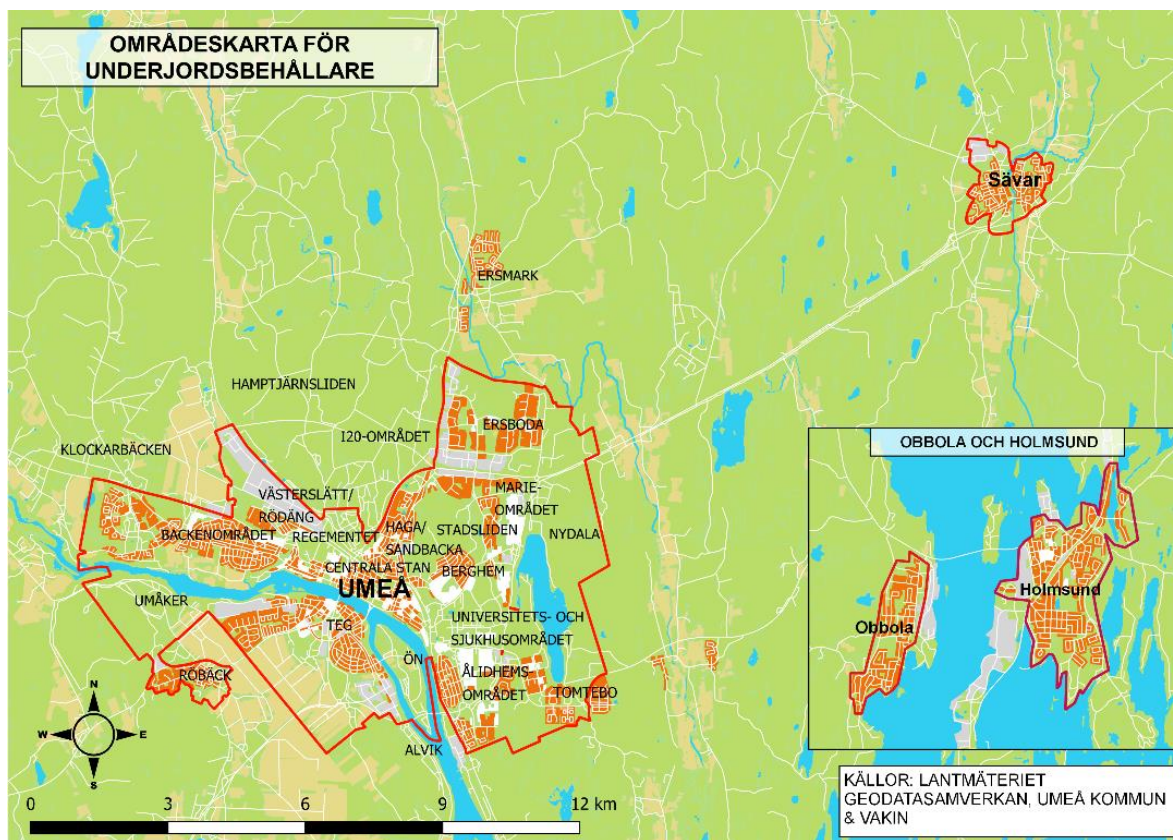 OMRÅDESKARTA FÖR
UNDERJORDSBEHÅLLARE
Sävar
ERSMARK
HAMPTJÄRNSLIDEN
ERSBODA
I20-OMRÅDET
KLOCKARBÄCKEN
OBBOLA OCH HOLMSUND
VÄSTERSLÄTT/
RÖDÄNG
MARIE-
OMRÅDET
BACKENOMRÅDET
REGEMENTET
HAGA/
SANDBACKA
STADSLIDEN
NYDALA
CENTRALA STAN
BERGHEM
UMEÅ
UMÅKER
TEG
UNIVERSITETS- OCH
SJUKHUSOMRÅDET
Holmsund
Obbola
ÖN
RÖBÄCK
ÅLIDHEMS-
OMRÅDET
TOMTEBO
N
W
E
S
ALVIK
0 3 6 9 12 km
KÄLLOR: LANTMÄTERIET
GEODATASAMVERKAN, UMEÅ KOMMUN
& VAKIN